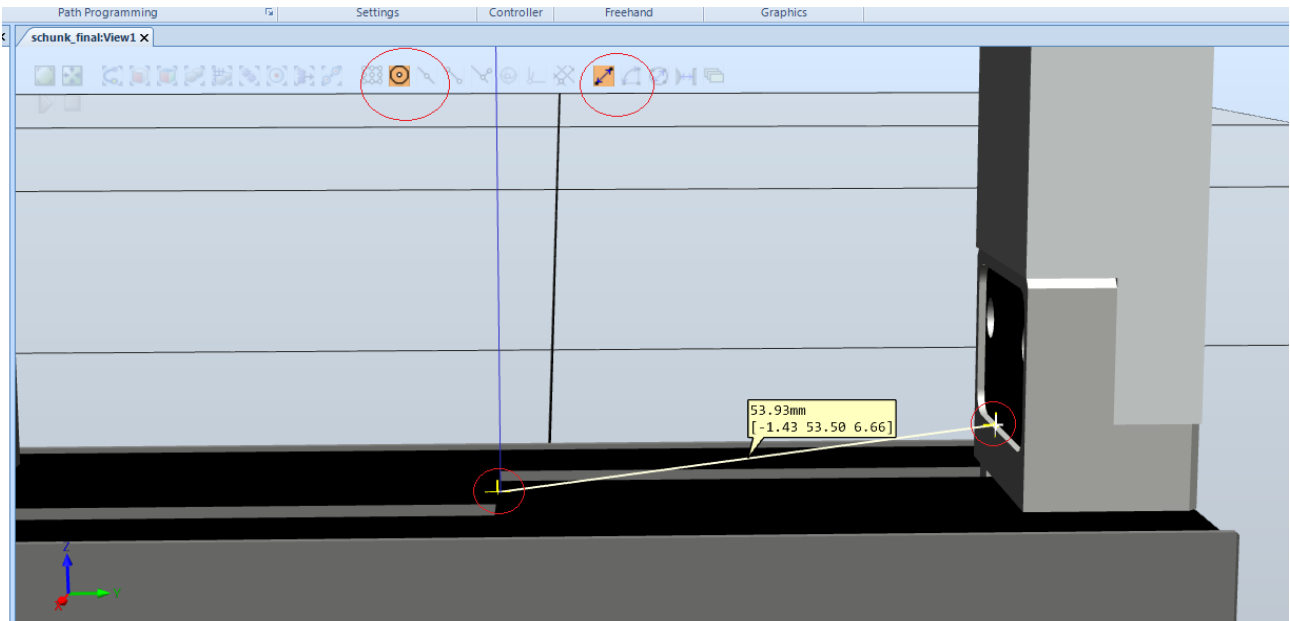 Path Programming Settings Controller Freehand Graphics
schunk_final:View1 X
53.93mm
[-1.43 53.50 6.66]
Z
Y
X